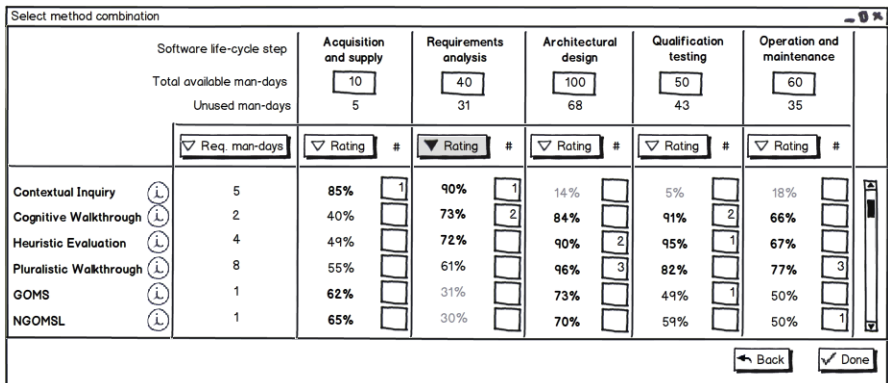 Select method combination
Software life-cycle step Acquisition and supply Requirements analysis Architectural design Qualification testing Operation and maintenance
Total available man-days 10 40 100 50 60
Unused man-days 5 31 68 43 35
Req. man-days Rating # Rating # Rating # Rating # Rating #
Contextual Inquiry i 5 85% 1 90% 1 14% 5% 18%
Cognitive Walkthrough i 2 40% 73% 2 84% 91% 2 66%
Heuristic Evaluation i 4 49% 72% 90% 2 95% 1 67%
Pluralistic Walkthrough i 8 55% 61% 96% 3 82% 77% 3
GOMS i 1 62% 31% 73% 49% 1 50%
NGOMSL i 1 65% 30% 70% 59% 50% 1
Back Done